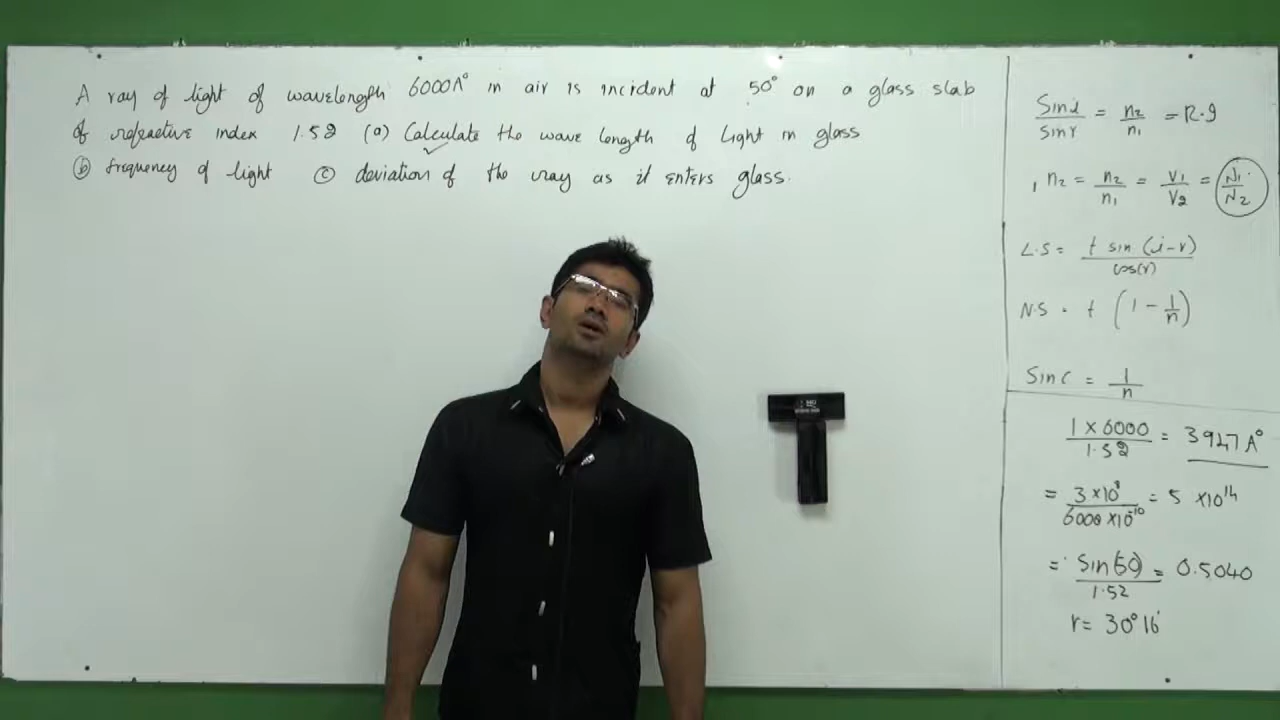 A ray of light of wavelength 6000A° in air is incident at 50° on a glass slab
of refractive index 1.52 (a) Calculate the wave length of light in glass
(b) frequency of light (c) deviation of the ray as it enters glass.
Sin i / Sin r = n2 / n1 = R.I
1n2 = n2 / n1 = V1 / V2 = λ1 / λ2
L.S = t sin (i-r) / cos(r)
N.S = t (1 - 1/n)
Sin C = 1 / n
1 x 6000 / 1.52 = 3947 A°
= 3 x10^8 / 6000 x10^-10 = 5 x10^14
= Sin(50) / 1.52 = 0.5040
r = 30° 16'